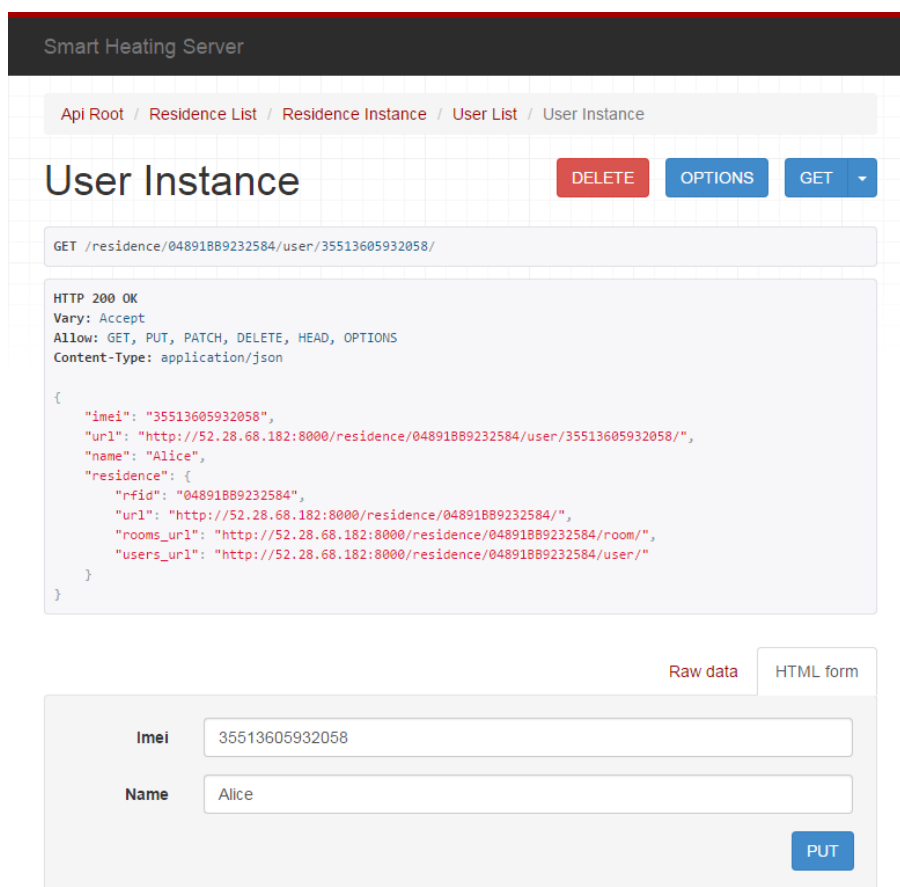 Smart Heating Server
Api Root / Residence List / Residence Instance / User List / User Instance
User Instance
DELETE
OPTIONS
GET
GET /residence/04891BB9232584/user/35513605932058/
HTTP 200 OK
Vary: Accept
Allow: GET, PUT, PATCH, DELETE, HEAD, OPTIONS
Content-Type: application/json
{
    "imei": "35513605932058",
    "url": "http://52.28.68.182:8000/residence/04891BB9232584/user/35513605932058/",
    "name": "Alice",
    "residence": {
        "rfid": "04891BB9232584",
        "url": "http://52.28.68.182:8000/residence/04891BB9232584/",
        "rooms_url": "http://52.28.68.182:8000/residence/04891BB9232584/room/",
        "users_url": "http://52.28.68.182:8000/residence/04891BB9232584/user/"
    }
}
Raw data
HTML form
Imei
35513605932058
Name
Alice
PUT